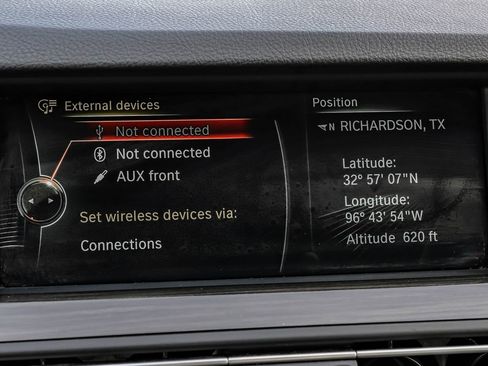 External devices
Not connected
Not connected
AUX front
Set wireless devices via:
Connections
Position
N RICHARDSON, TX
Latitude:
32° 57' 07"N
Longitude:
96° 43' 54"W
Altitude 620 ft